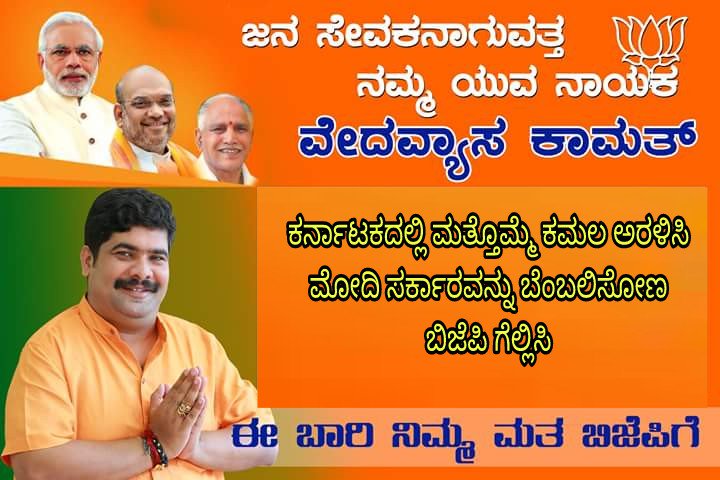 ಜನ ಸೇವಕನಾಗುವತ್ತ
ನಮ್ಮ ಯುವ ನಾಯಕ
ವೇದವ್ಯಾಸ ಕಾಮತ್
ಕರ್ನಾಟಕದಲ್ಲಿ ಮತ್ತೊಮ್ಮೆ ಕಮಲ ಅರಳಿಸಿ
ಮೋದಿ ಸರ್ಕಾರವನ್ನು ಬೆಂಬಲಿಸೋಣ
ಬಿಜೆಪಿ ಗೆಲ್ಲಿಸಿ
ಈ ಬಾರಿ ನಿಮ್ಮ ಮತ ಬಿಜೆಪಿಗೆ